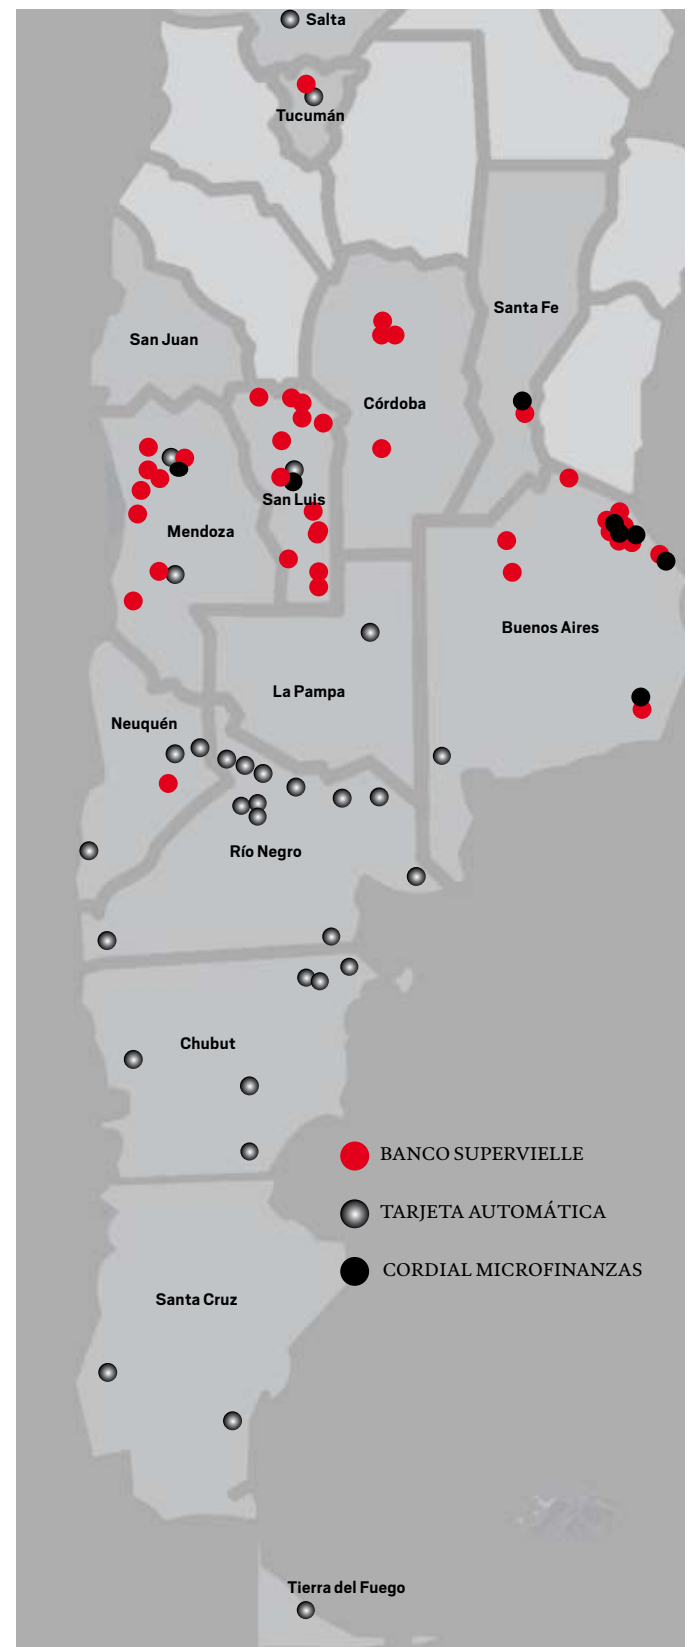 Salta
Tucumán
Santa Fe
San Juan
Córdoba
San Luis
Mendoza
Buenos Aires
La Pampa
Neuquén
Río Negro
Chubut
BANCO SUPERVIELLE
TARJETA AUTOMÁTICA
CORDIAL MICROFINANZAS
Santa Cruz
Tierra del Fuego